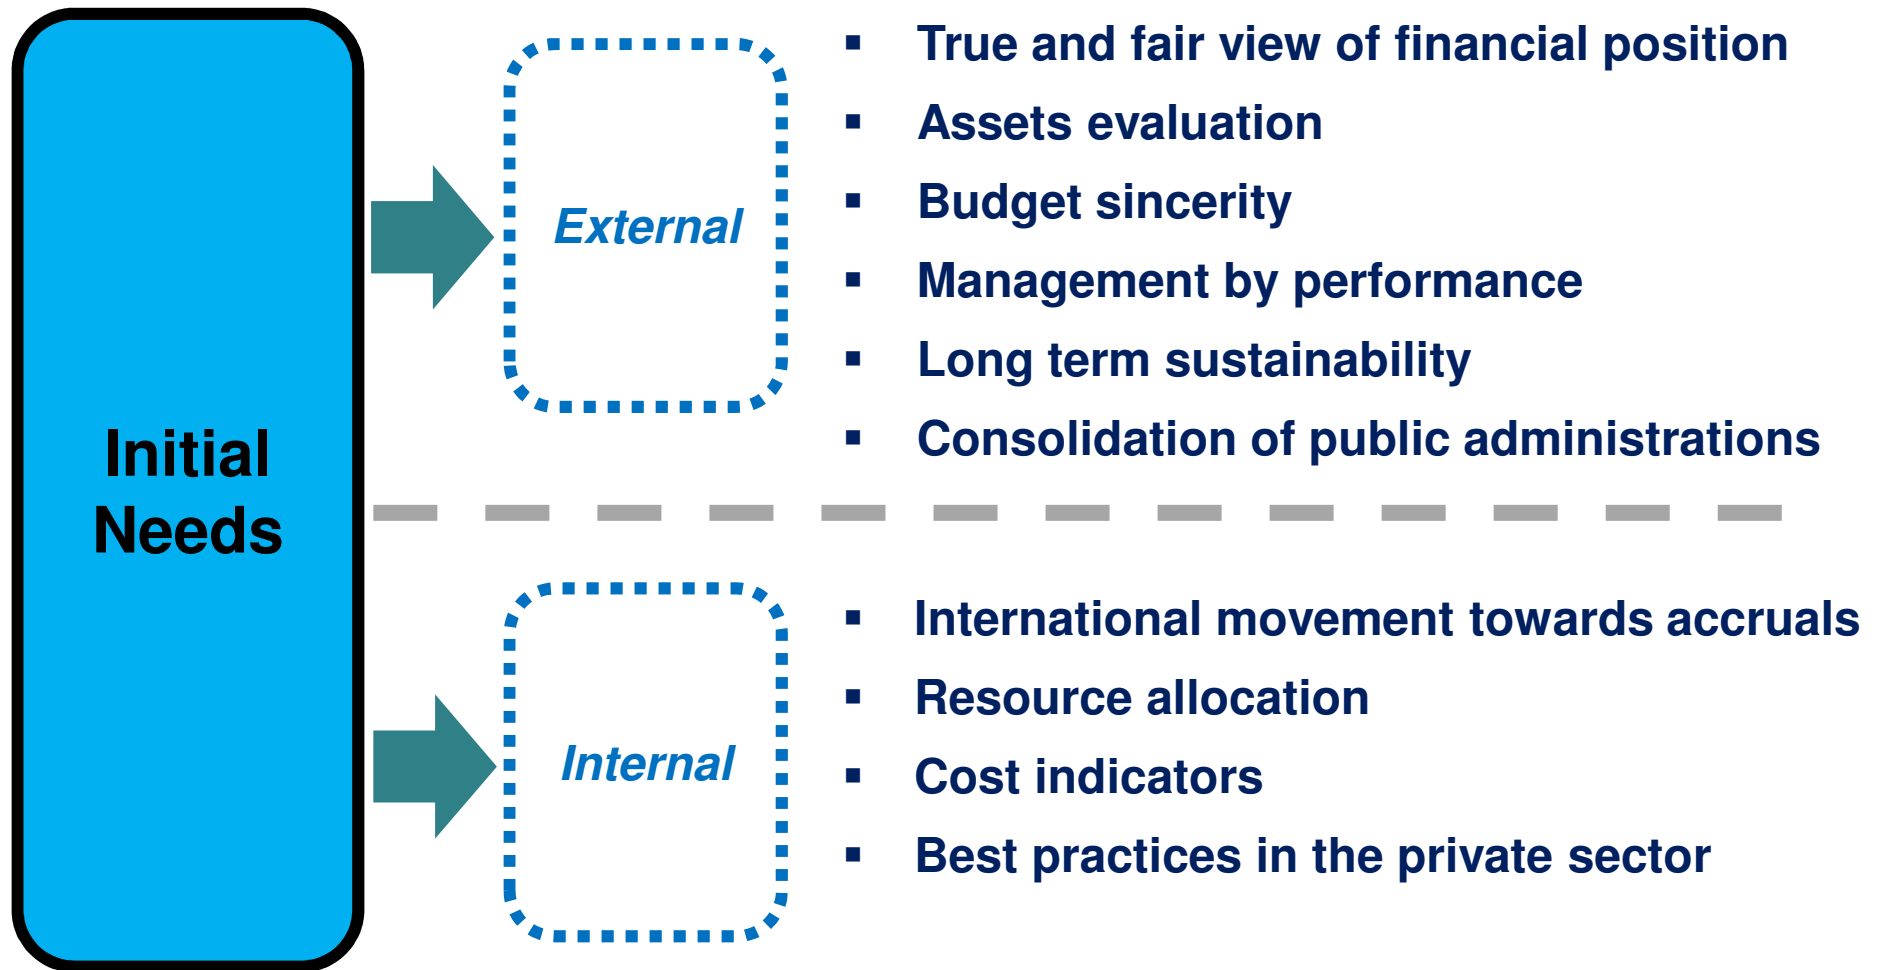 Initial
Needs
External
▪ True and fair view of financial position
▪ Assets evaluation
▪ Budget sincerity
▪ Management by performance
▪ Long term sustainability
▪ Consolidation of public administrations
Internal
▪ International movement towards accruals
▪ Resource allocation
▪ Cost indicators
▪ Best practices in the private sector